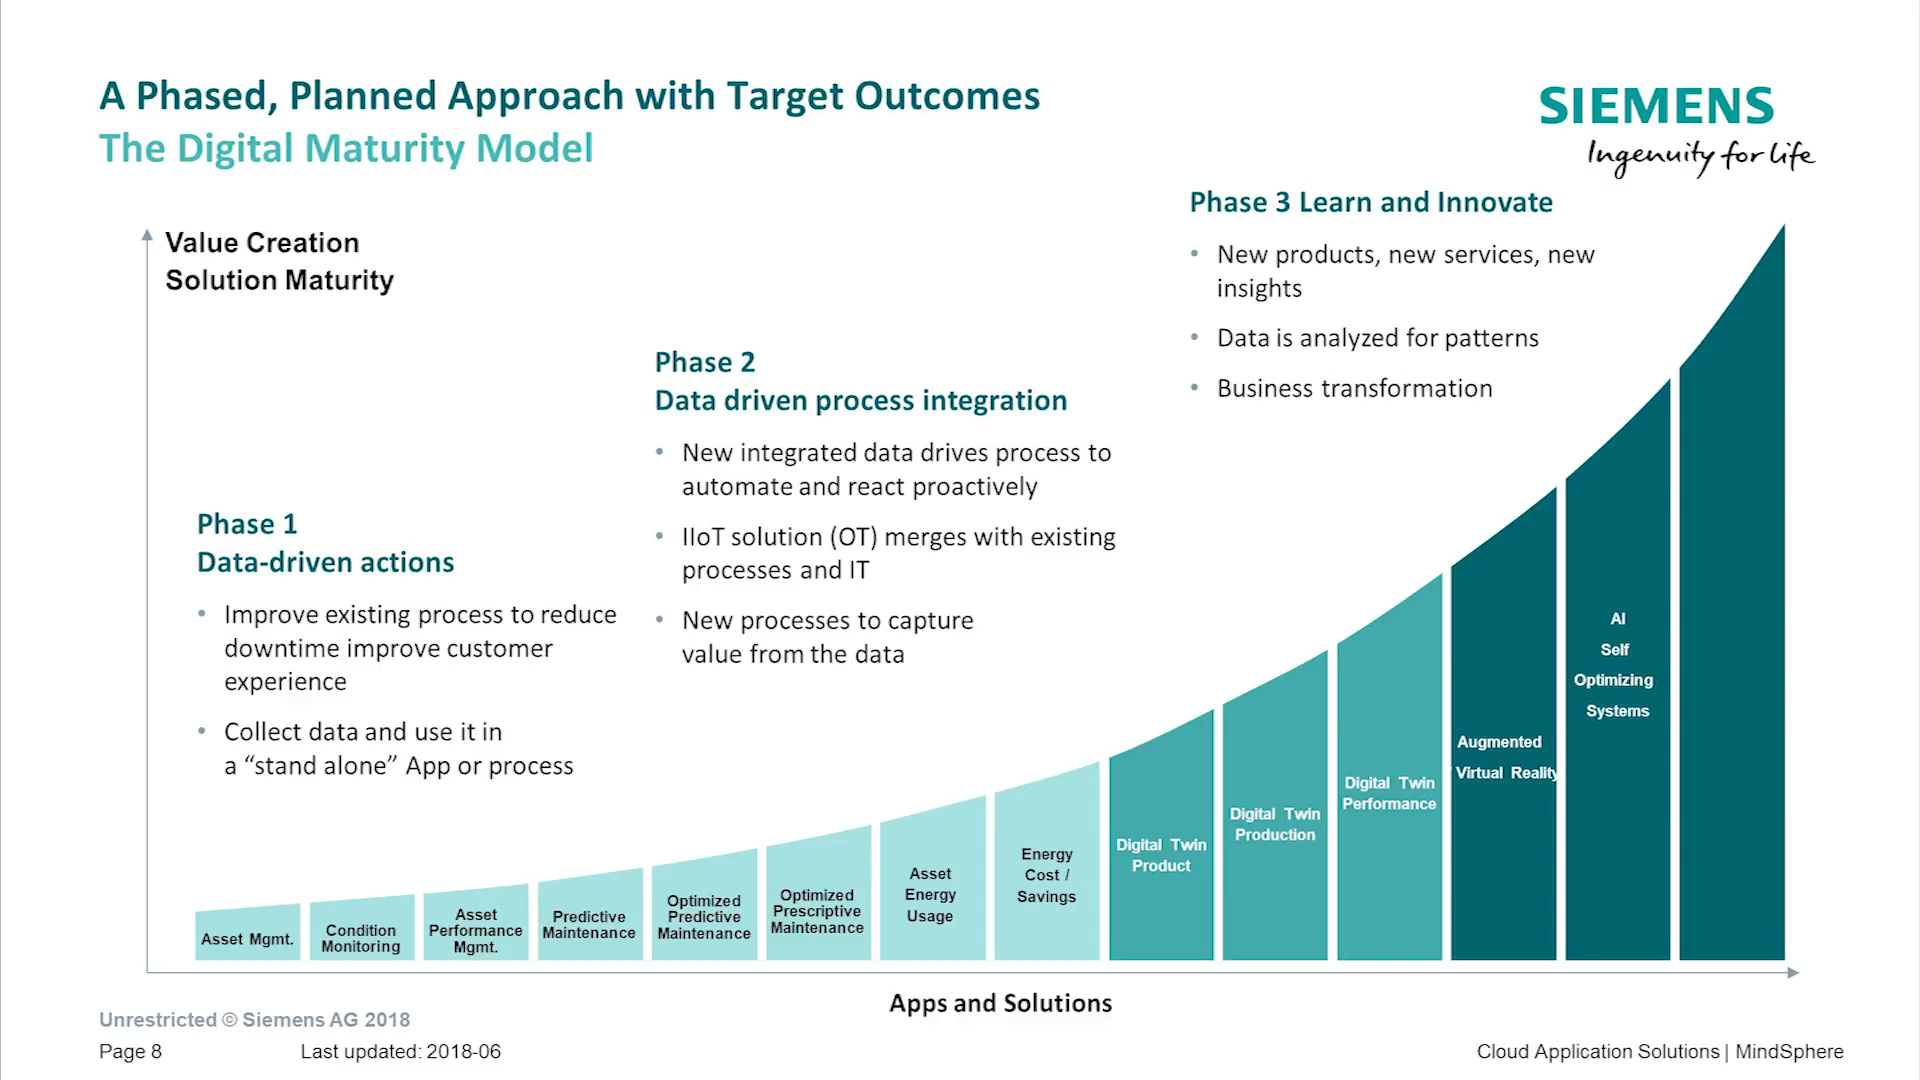 A Phased, Planned Approach with Target Outcomes
The Digital Maturity Model
SIEMENS
Ingenuity for life
Value Creation
Solution Maturity
Phase 1
Data-driven actions
• Improve existing process to reduce
downtime improve customer
experience
• Collect data and use it in
a “stand alone” App or process
Phase 2
Data driven process integration
• New integrated data drives process to
automate and react proactively
• IIoT solution (OT) merges with existing
processes and IT
• New processes to capture
value from the data
Phase 3 Learn and Innovate
• New products, new services, new
insights
• Data is analyzed for patterns
• Business transformation
Asset Mgmt.
Condition
Monitoring
Asset
Performance
Mgmt.
Predictive
Maintenance
Optimized
Predictive
Maintenance
Optimized
Prescriptive
Maintenance
Asset
Energy
Usage
Energy
Cost /
Savings
Digital Twin
Product
Digital Twin
Production
Digital Twin
Performance
Augmented
Virtual Reality
AI
Self
Optimizing
Systems
Apps and Solutions
Unrestricted © Siemens AG 2018
Page 8 Last updated: 2018-06
Cloud Application Solutions | MindSphere